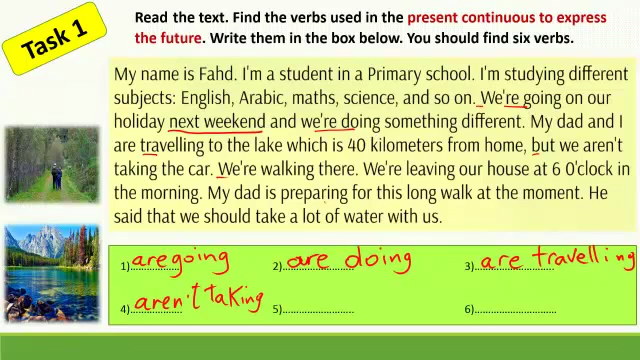 Task 1
Read the text. Find the verbs used in the present continuous to express
the future. Write them in the box below. You should find six verbs.
My name is Fahd. I'm a student in a Primary school. I'm studying different
subjects: English, Arabic, maths, science, and so on. We're going on our
holiday next weekend and we're doing something different. My dad and I
are travelling to the lake which is 40 kilometers from home, but we aren't
taking the car. We're walking there. We're leaving our house at 6 O'clock in
the morning. My dad is preparing for this long walk at the moment. He
said that we should take a lot of water with us.
1) are going 2) are doing 3) are travelling
4) aren't taking 5).................... 6)....................